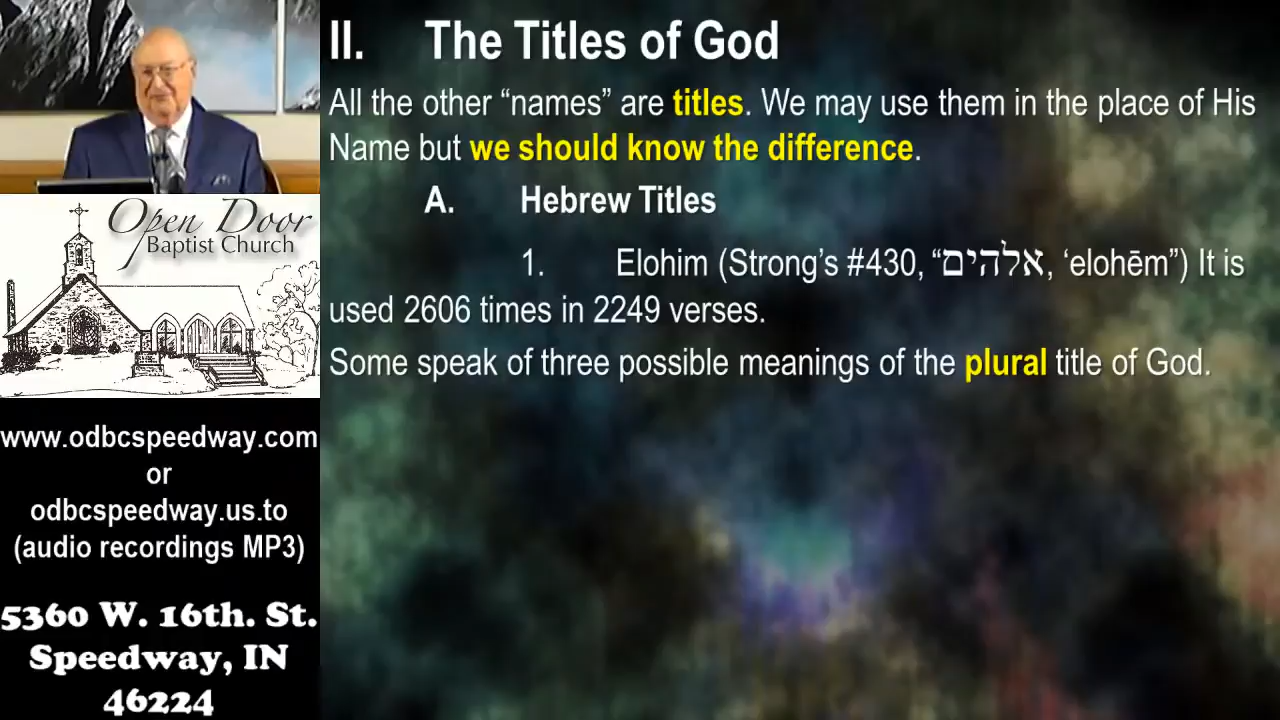 II. The Titles of God
All the other “names” are titles. We may use them in the place of His
Name but we should know the difference.
A. Hebrew Titles
1. Elohim (Strong’s #430, “אלהים, ‘elohēm”) It is
used 2606 times in 2249 verses.
Some speak of three possible meanings of the plural title of God.
Open Door
Baptist Church
www.odbcspeedway.com
or
odbcspeedway.us.to
(audio recordings MP3)
5360 W. 16th. St.
Speedway, IN
46224